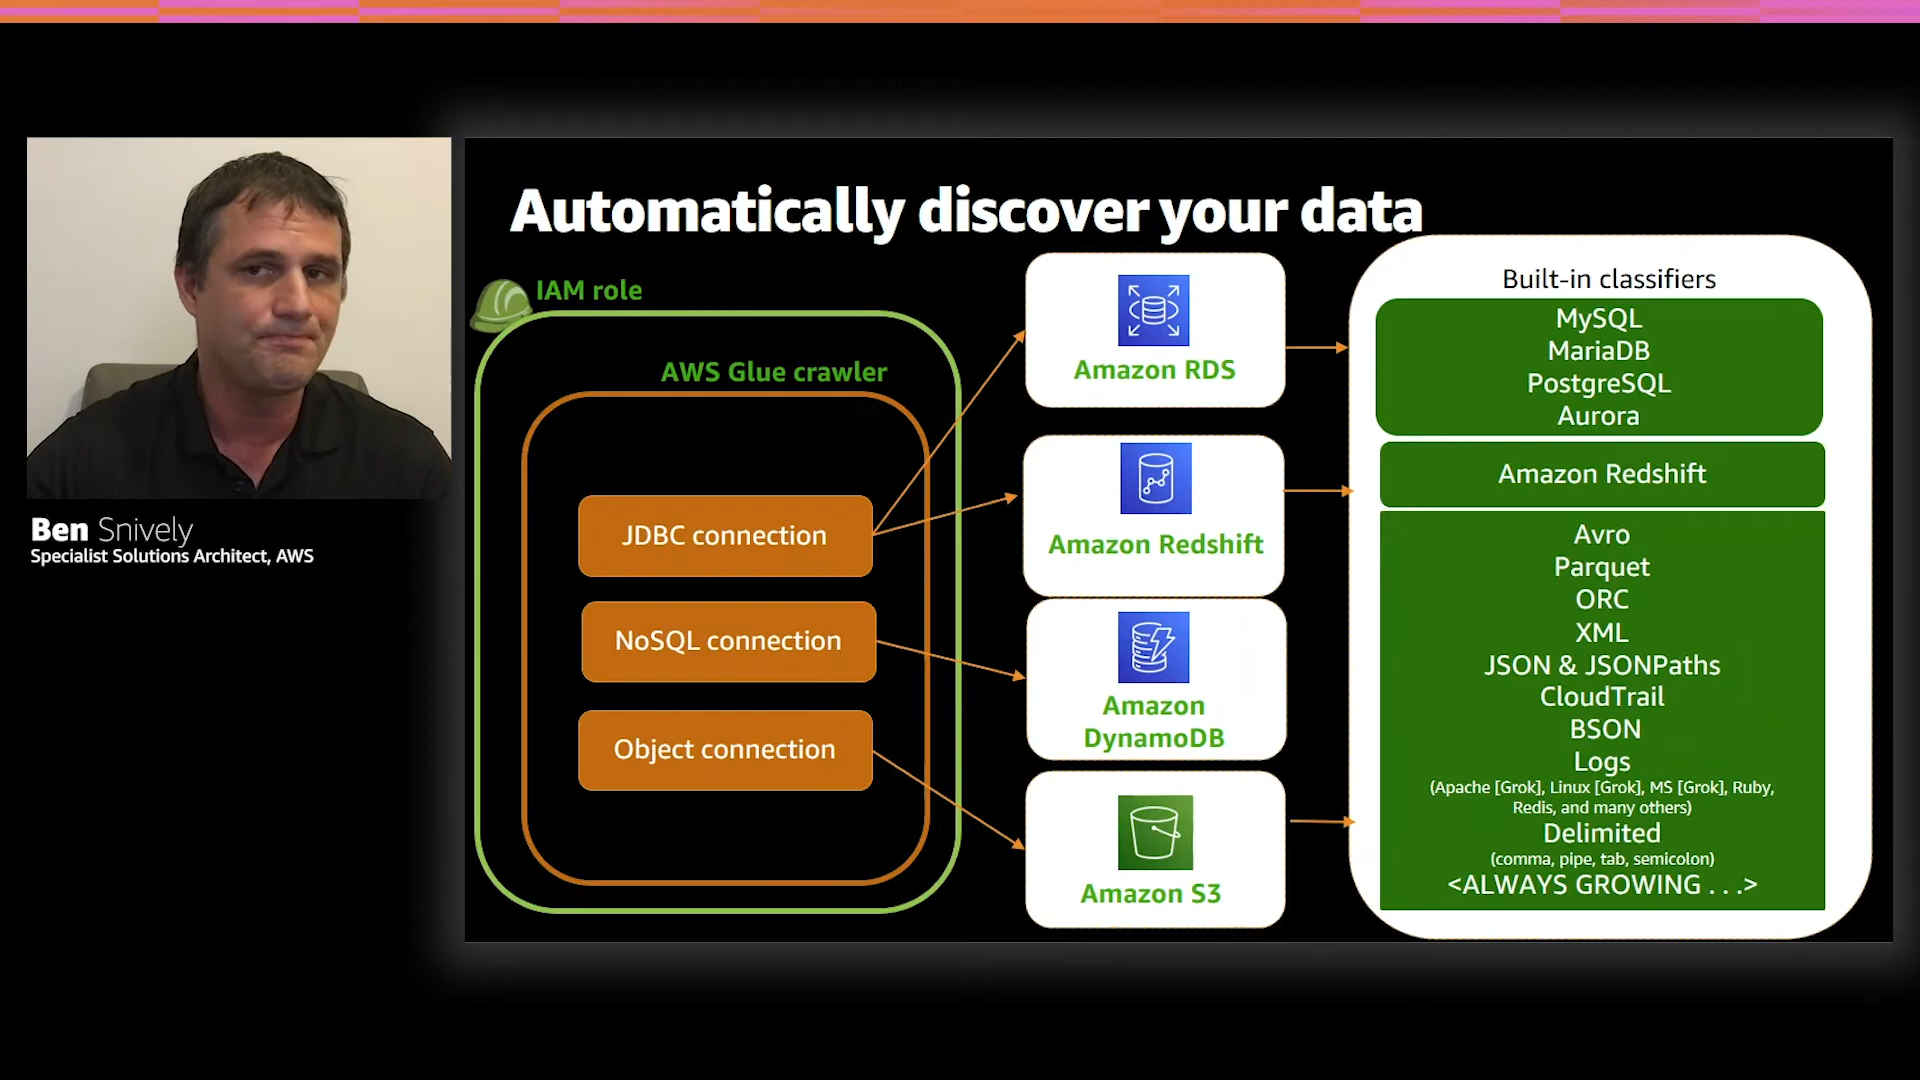 Automatically discover your data
IAM role
AWS Glue crawler
JDBC connection
NoSQL connection
Object connection
Amazon RDS
Amazon Redshift
Amazon
DynamoDB
Amazon S3
Built-in classifiers
MySQL
MariaDB
PostgreSQL
Aurora
Amazon Redshift
Avro
Parquet
ORC
XML
JSON & JSONPaths
CloudTrail
BSON
Logs
(Apache [Grok], Linux [Grok], MS [Grok], Ruby,
Redis, and many others)
Delimited
(comma, pipe, tab, semicolon)
<ALWAYS GROWING . . .>
Ben Snively
Specialist Solutions Architect, AWS